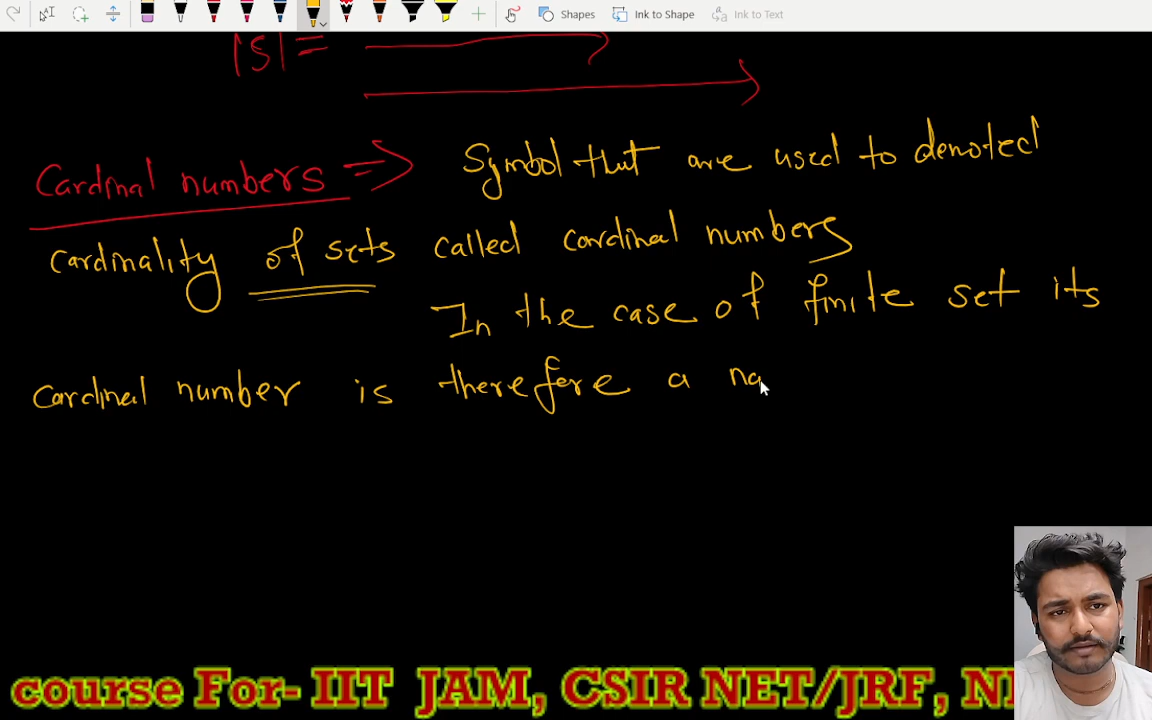 Shapes Ink to Shape Ink to Text
|S| =
Cardinal numbers => Symbol that are used to denoted
cardinality of sets called cardinal numbers
In the case of finite set its
cardinal number is therefore a na
course For- IIT JAM, CSIR NET/JRF, N